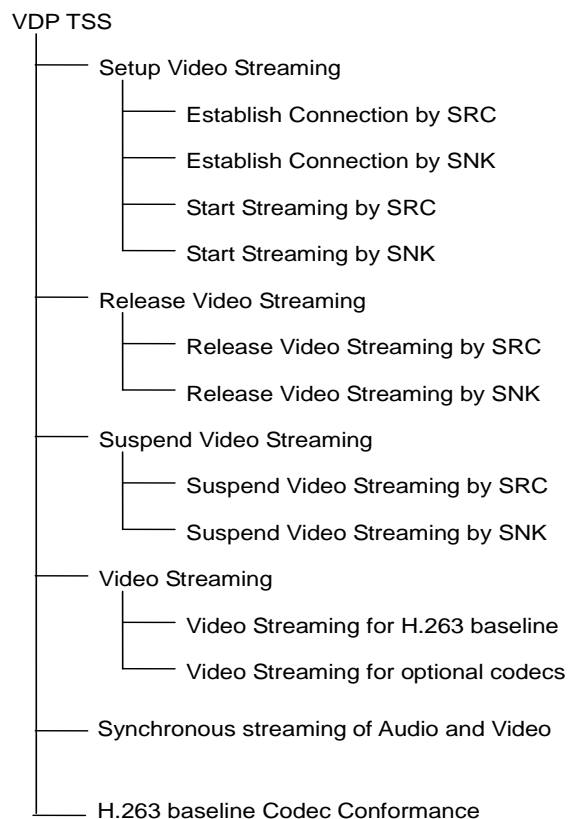 VDP TSS
Setup Video Streaming
Establish Connection by SRC
Establish Connection by SNK
Start Streaming by SRC
Start Streaming by SNK
Release Video Streaming
Release Video Streaming by SRC
Release Video Streaming by SNK
Suspend Video Streaming
Suspend Video Streaming by SRC
Suspend Video Streaming by SNK
Video Streaming
Video Streaming for H.263 baseline
Video Streaming for optional codecs
Synchronous streaming of Audio and Video
H.263 baseline Codec Conformance